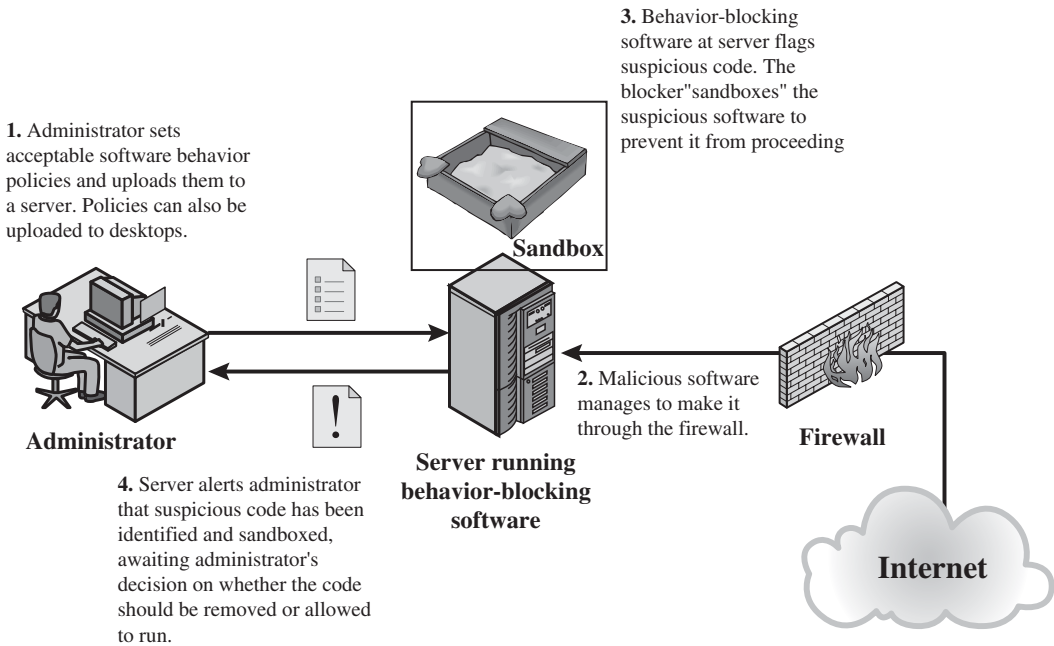 1. Administrator sets
acceptable software behavior
policies and uploads them to
a server. Policies can also be
uploaded to desktops.
3. Behavior-blocking
software at server flags
suspicious code. The
blocker"sandboxes" the
suspicious software to
prevent it from proceeding
Sandbox
Administrator
2. Malicious software
manages to make it
through the firewall.
Firewall
!
4. Server alerts administrator
that suspicious code has been
identified and sandboxed,
awaiting administrator's
decision on whether the code
should be removed or allowed
to run.
Server running
behavior-blocking
software
Internet